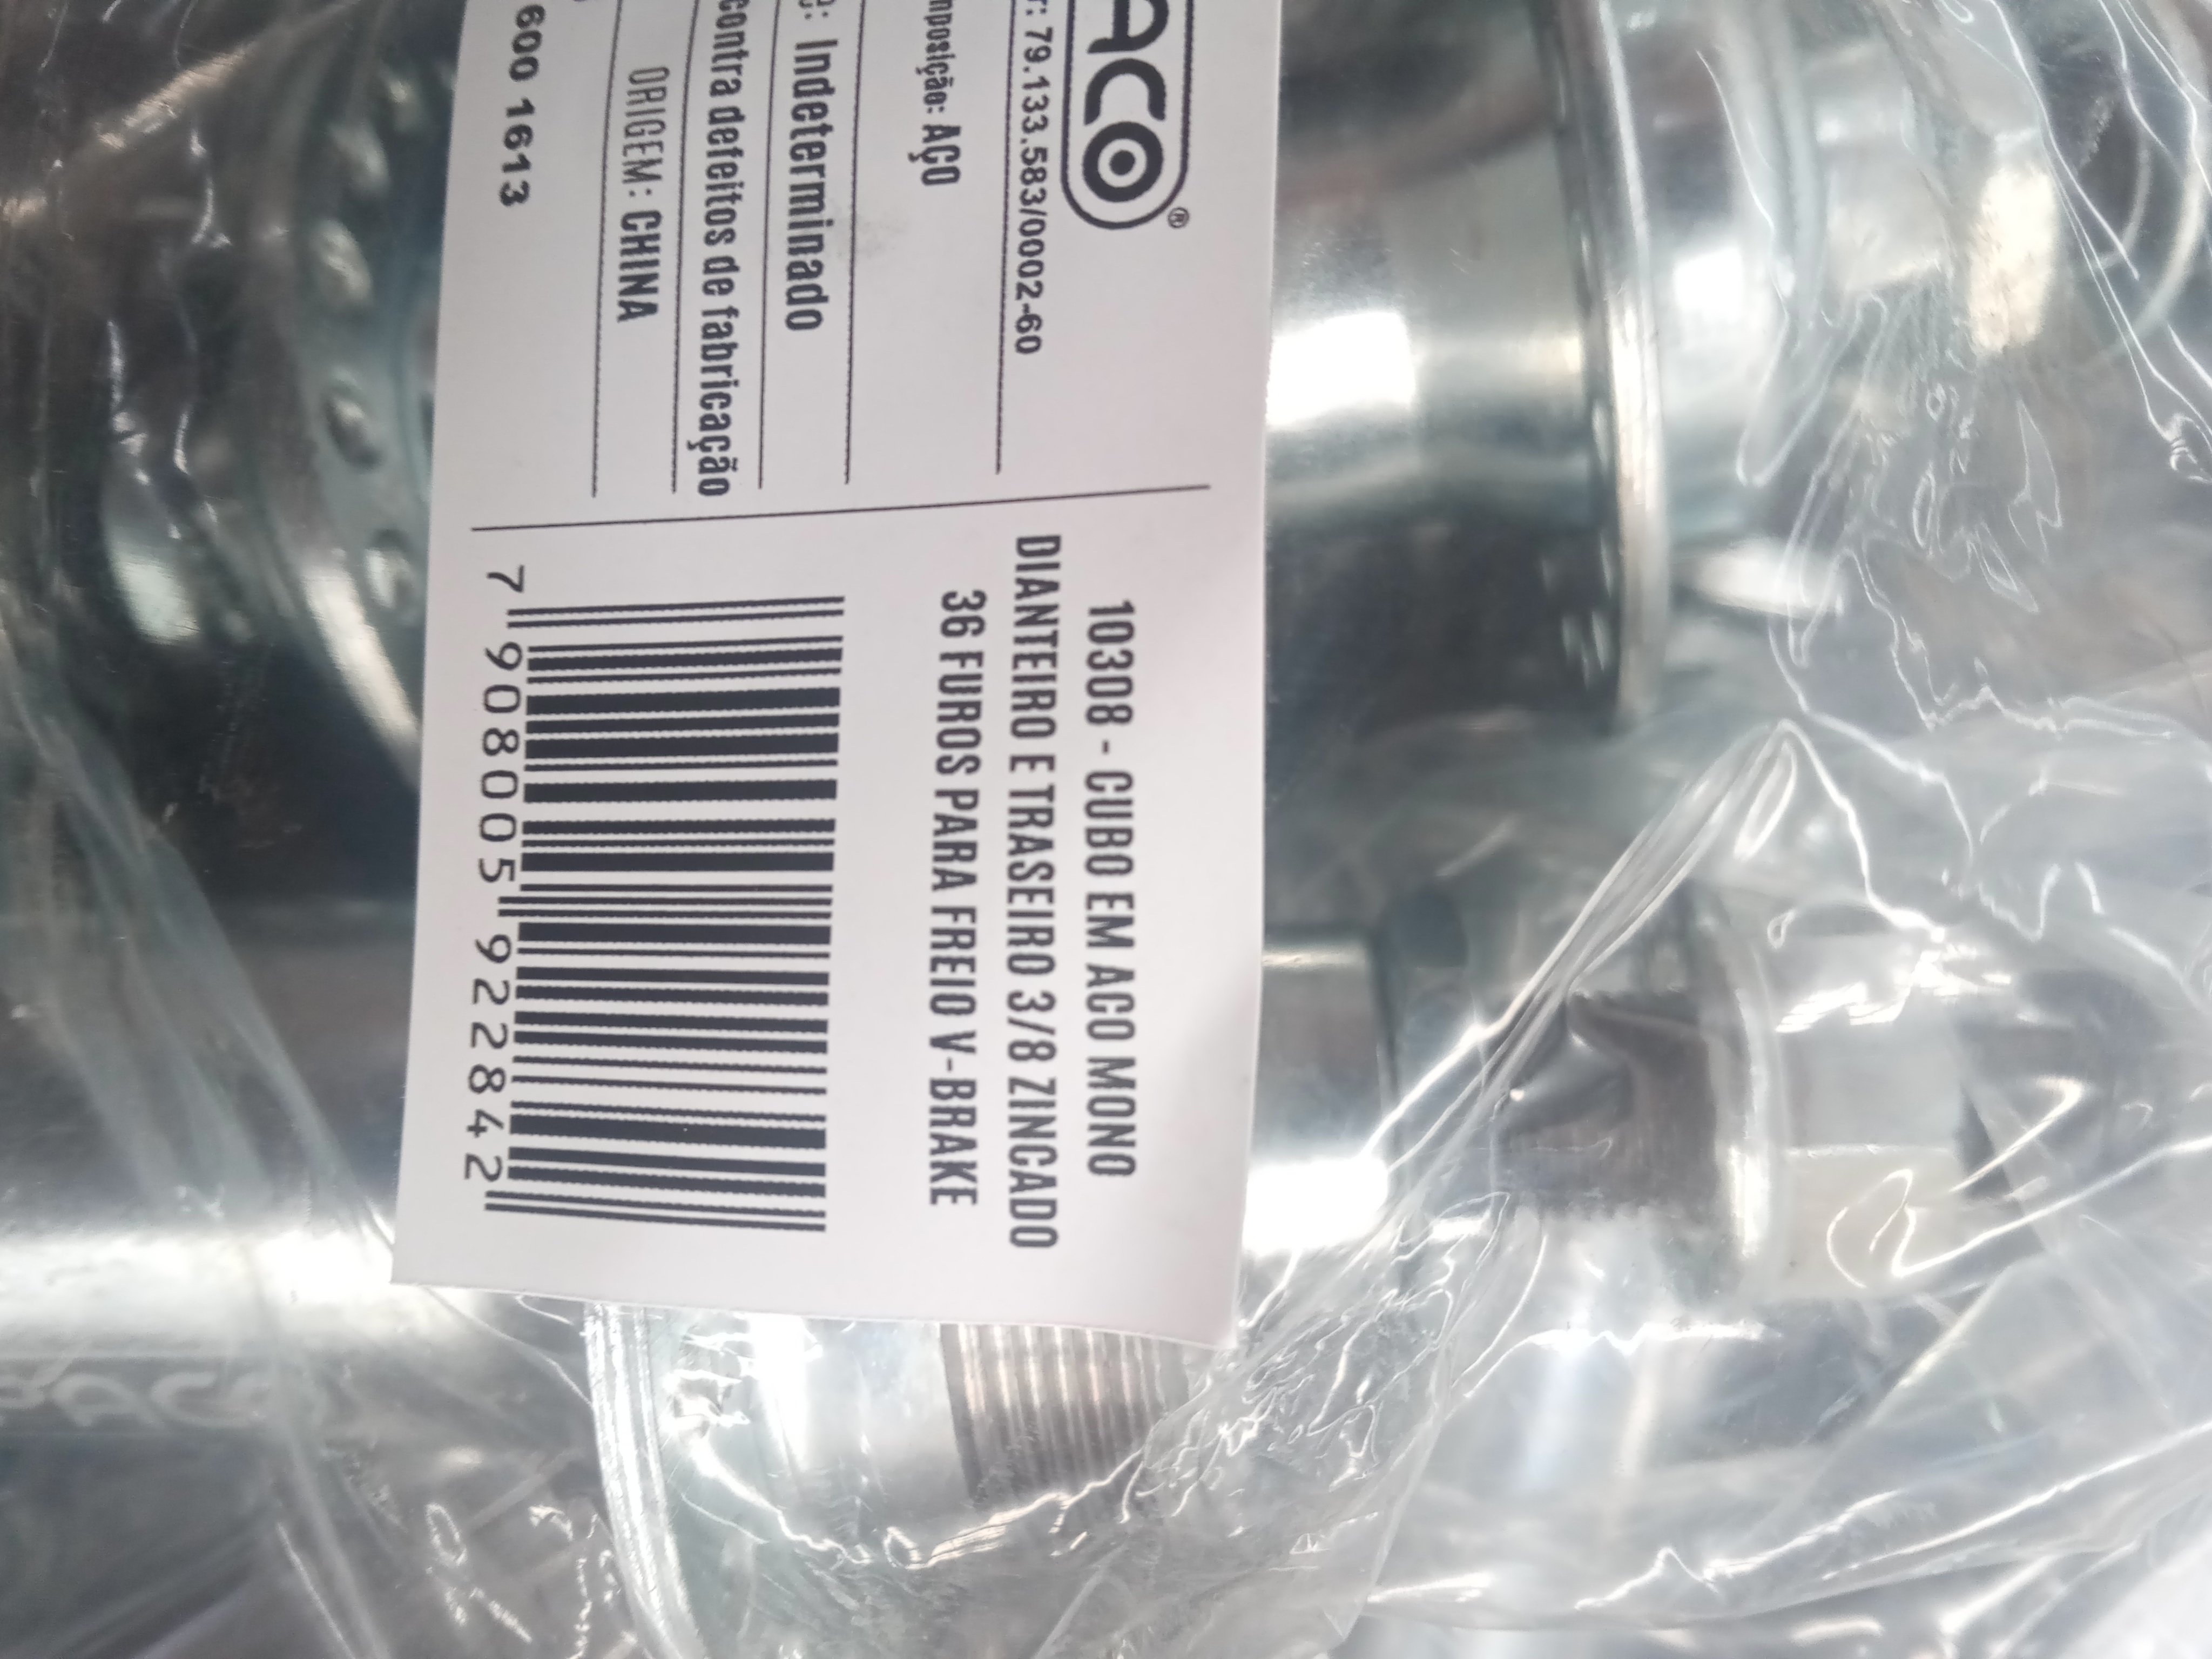 ACO®
79.133.583/0002-60
AÇO
Indeterminado
contra defeitos de fabricação
ORIGEM: CHINA
600 1613
10308 - CUBO EM ACO MONO
DIANTEIRO E TRASEIRO 3/8 ZINCADO
36 FUROS PARA FREIO V-BRAKE
7 908005 922842